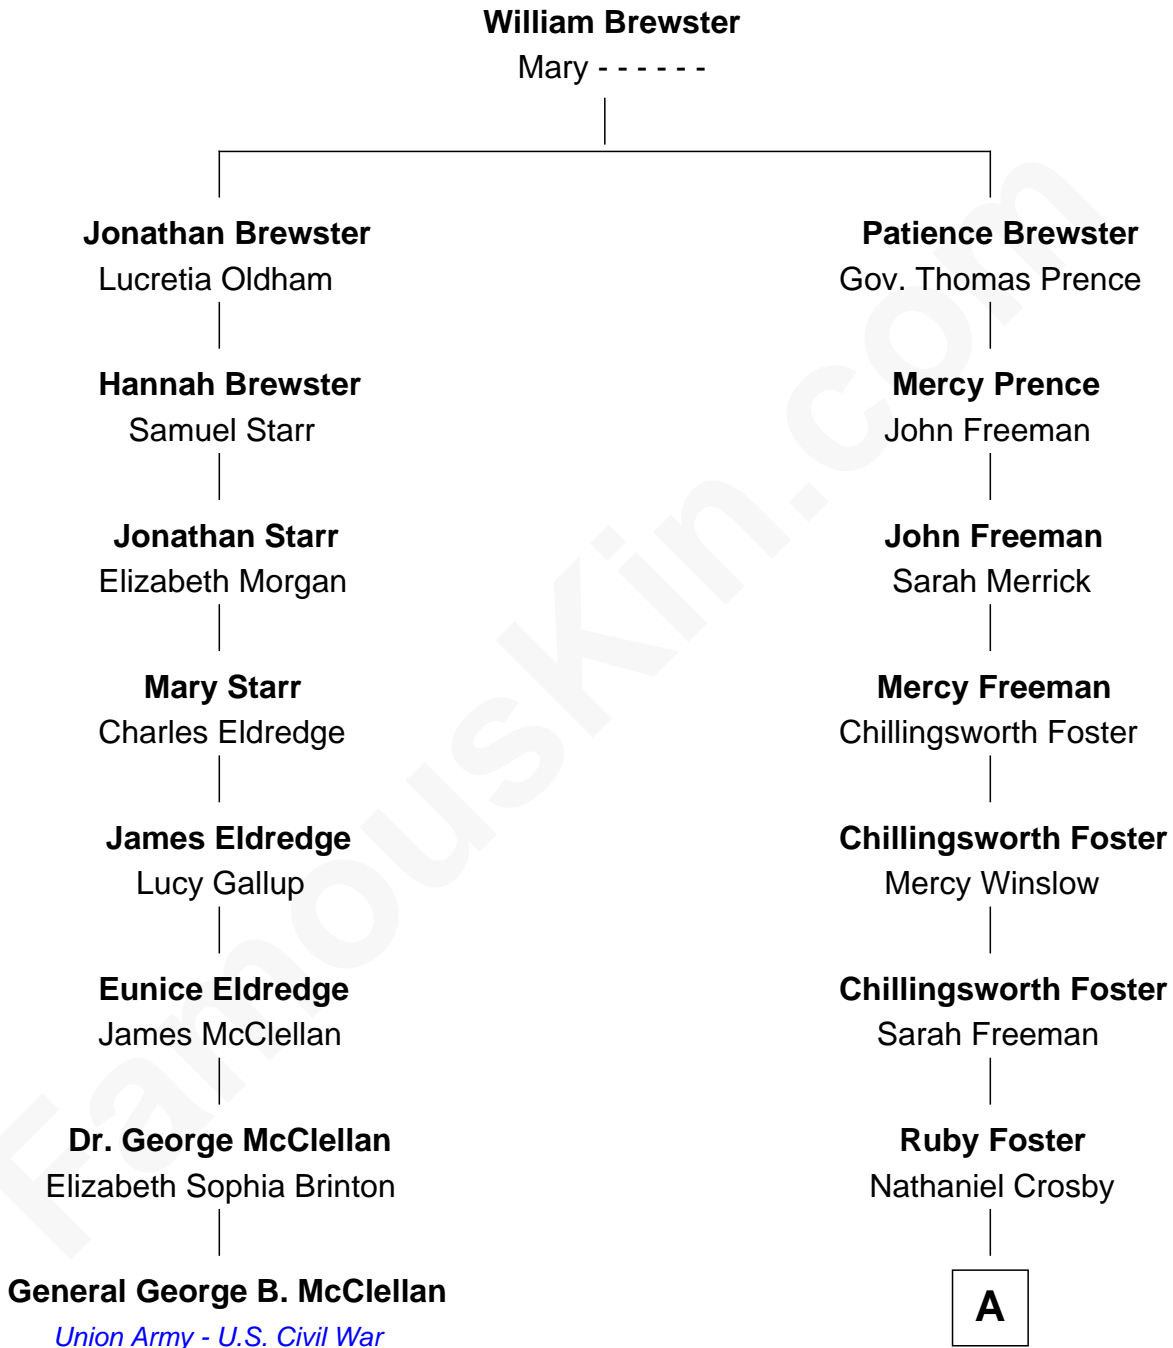 William Brewster
Mary - - - - - -
Jonathan Brewster
Lucretia Oldham
Patience Brewster
Gov. Thomas Prence
Hannah Brewster
Samuel Starr
Mercy Prence
John Freeman
Jonathan Starr
Elizabeth Morgan
John Freeman
Sarah Merrick
Mary Starr
Charles Eldredge
Mercy Freeman
Chillingsworth Foster
James Eldredge
Lucy Gallup
Chillingsworth Foster
Mercy Winslow
Eunice Eldredge
James McClellan
Chillingsworth Foster
Sarah Freeman
Dr. George McClellan
Elizabeth Sophia Brinton
Ruby Foster
Nathaniel Crosby
General George B. McClellan
Union Army - U.S. Civil War
A
FamousKin.com